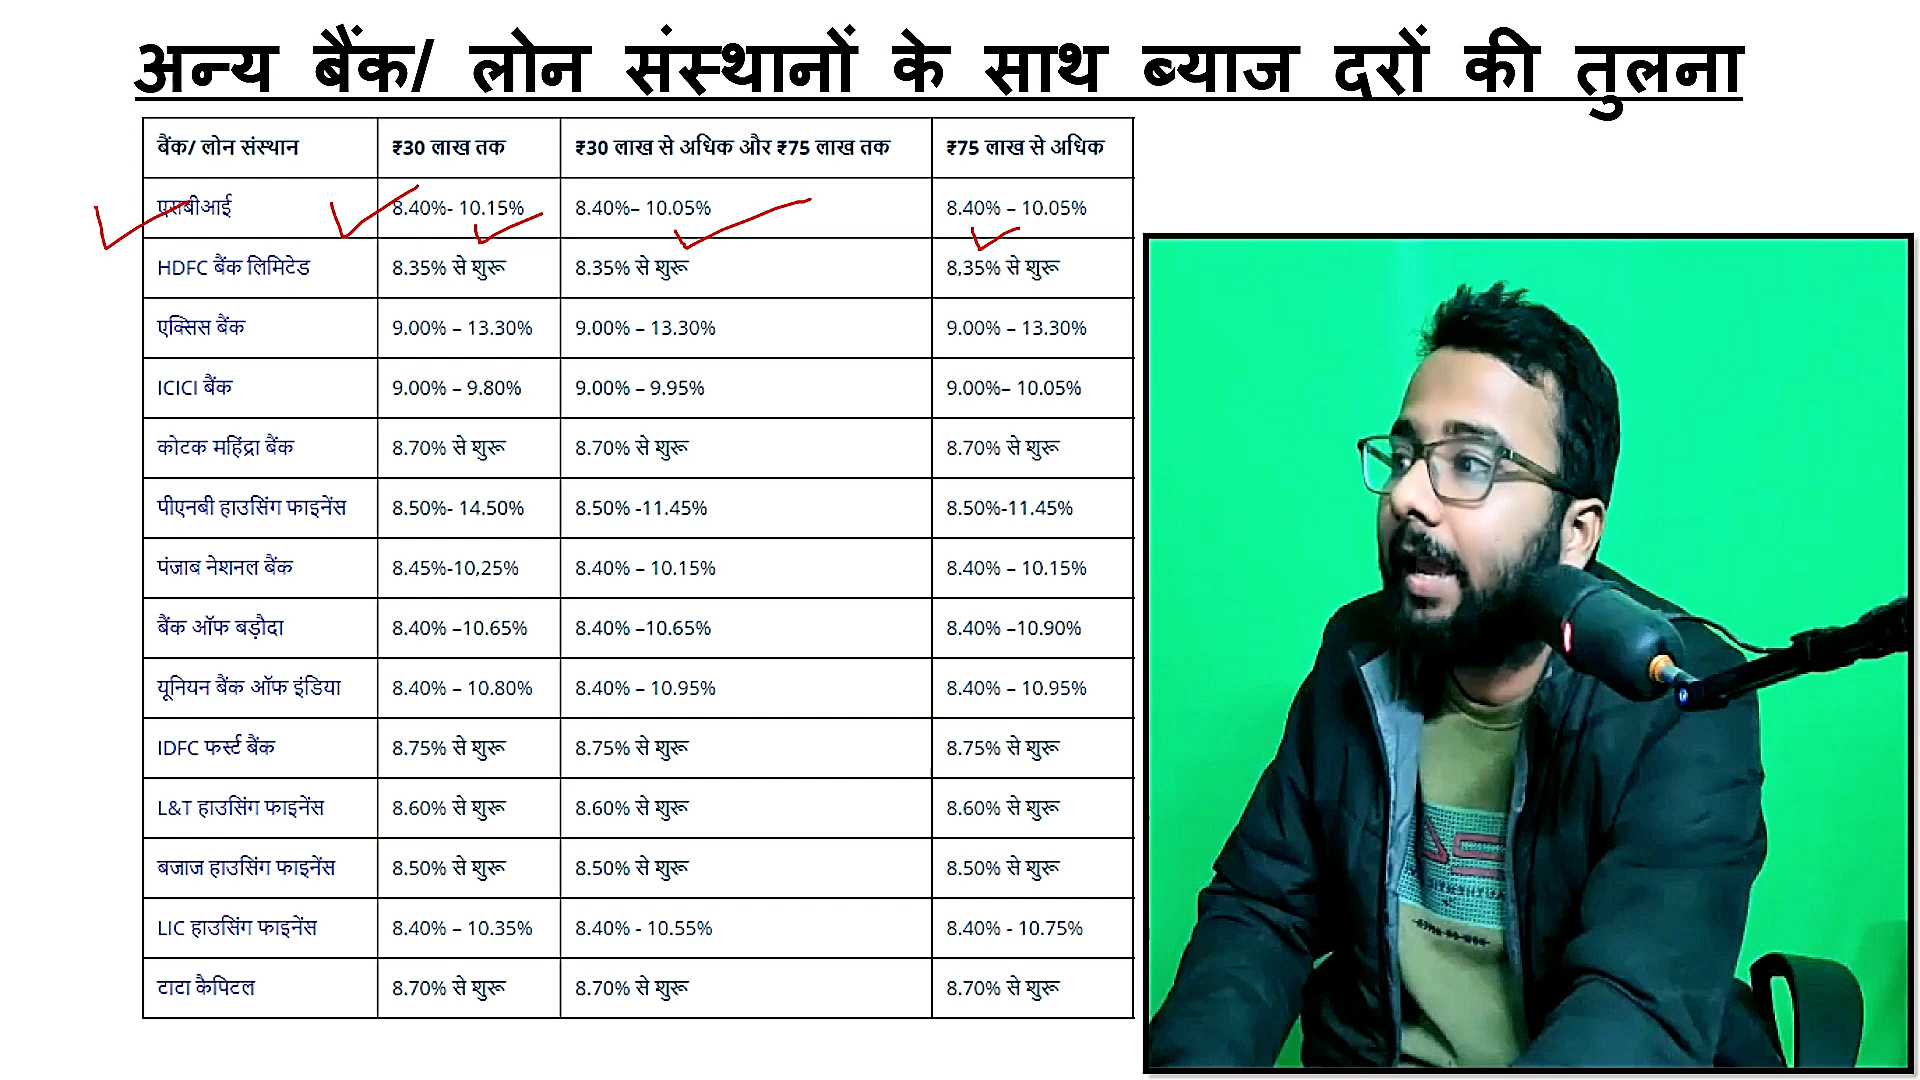 अन्य बैंक/ लोन संस्थानों के साथ ब्याज दरों की तुलना
बैंक/ लोन संस्थान ₹30 लाख तक ₹30 लाख से अधिक और ₹75 लाख तक ₹75 लाख से अधिक
एसबीआई 8.40%- 10.15% 8.40%– 10.05% 8.40% – 10.05%
HDFC बैंक लिमिटेड 8.35% से शुरू 8.35% से शुरू 8.35% से शुरू
एक्सिस बैंक 9.00% – 13.30% 9.00% – 13.30% 9.00% – 13.30%
ICICI बैंक 9.00% – 9.80% 9.00% – 9.95% 9.00%– 10.05%
कोटक महिंद्रा बैंक 8.70% से शुरू 8.70% से शुरू 8.70% से शुरू
पीएनबी हाउसिंग फाइनेंस 8.50%- 14.50% 8.50% -11.45% 8.50%-11.45%
पंजाब नेशनल बैंक 8.45%-10,25% 8.40% – 10.15% 8.40% – 10.15%
बैंक ऑफ बड़ौदा 8.40% –10.65% 8.40% –10.65% 8.40% –10.90%
यूनियन बैंक ऑफ इंडिया 8.40% – 10.80% 8.40% – 10.95% 8.40% – 10.95%
IDFC फर्स्ट बैंक 8.75% से शुरू 8.75% से शुरू 8.75% से शुरू
L&T हाउसिंग फाइनेंस 8.60% से शुरू 8.60% से शुरू 8.60% से शुरू
बजाज हाउसिंग फाइनेंस 8.50% से शुरू 8.50% से शुरू 8.50% से शुरू
LIC हाउसिंग फाइनेंस 8.40% – 10.35% 8.40% - 10.55% 8.40% - 10.75%
टाटा कैपिटल 8.70% से शुरू 8.70% से शुरू 8.70% से शुरू